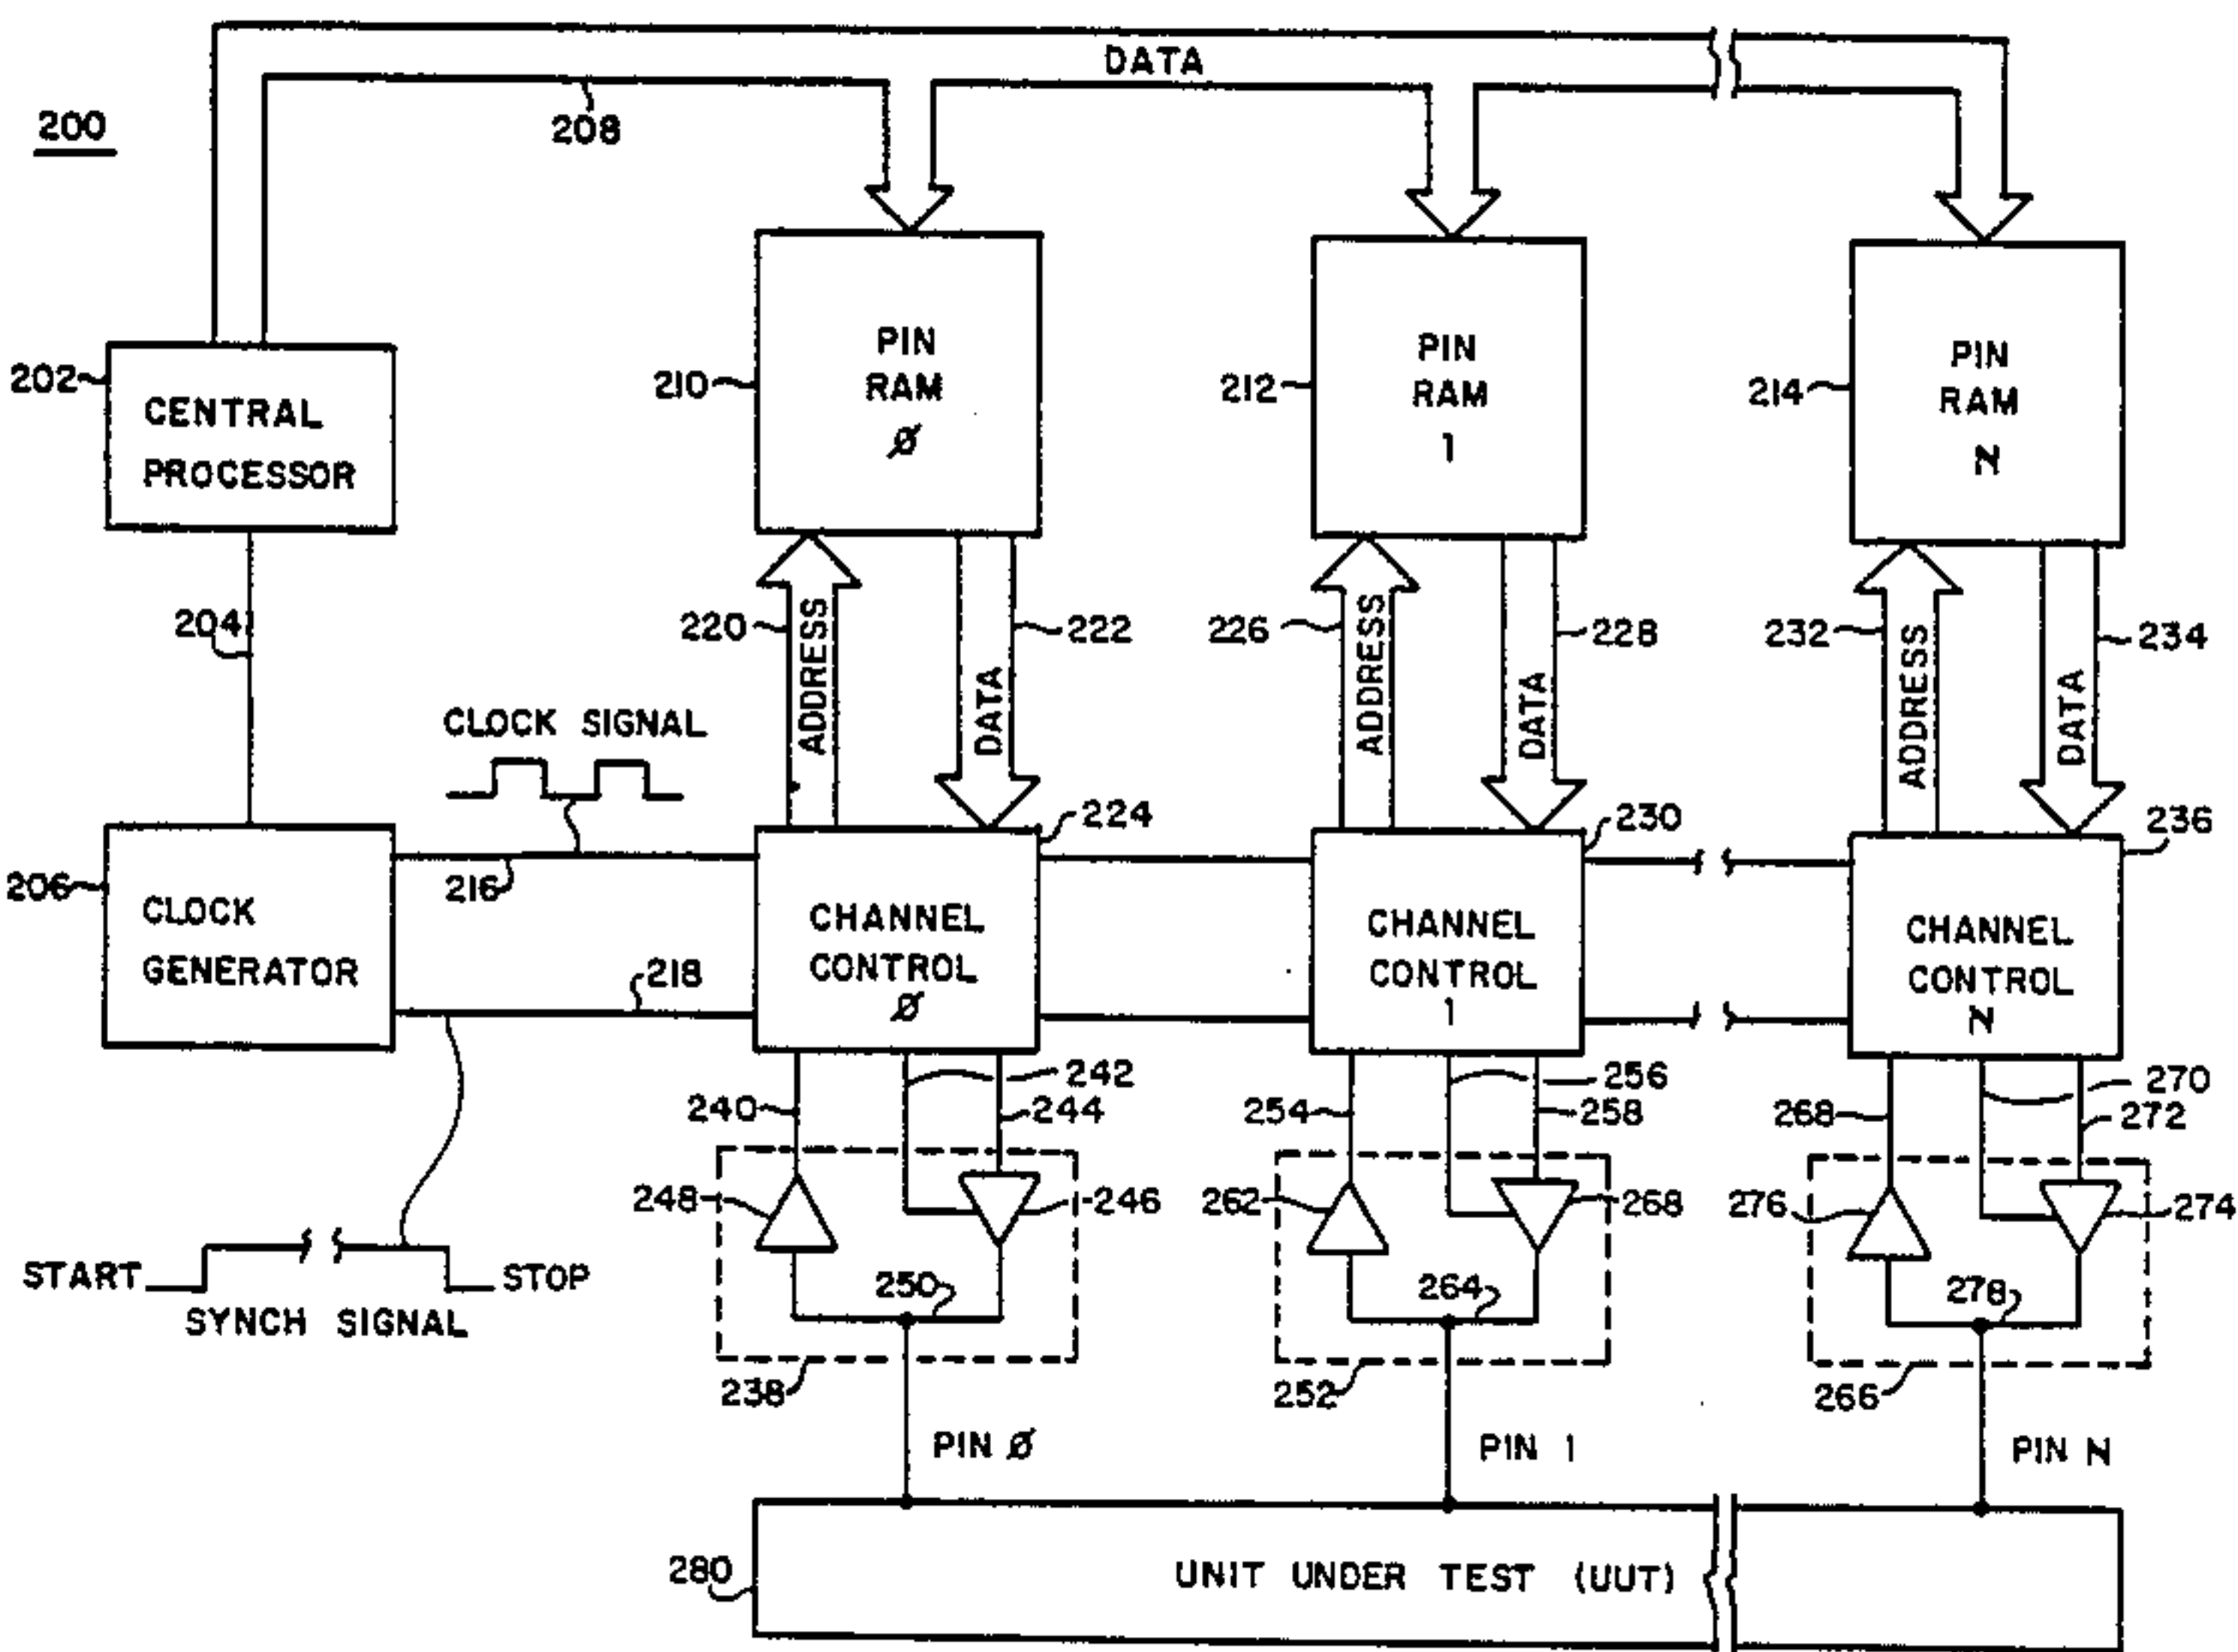 DATA
200
208
202
CENTRAL
PROCESSOR
210
PIN
RAM
Ø
212
PIN
RAM
1
214
PIN
RAM
N
204
220
ADDRESS
222
DATA
226
ADDRESS
228
DATA
232
ADDRESS
234
DATA
CLOCK SIGNAL
206
CLOCK
GENERATOR
216
218
224
CHANNEL
CONTROL
Ø
230
CHANNEL
CONTROL
1
236
CHANNEL
CONTROL
N
240
242
244
254
256
258
268
270
272
248
246
262
268
276
274
250
264
278
START
STOP
SYNCH SIGNAL
238
252
266
PIN Ø
PIN 1
PIN N
280
UNIT UNDER TEST (UUT)